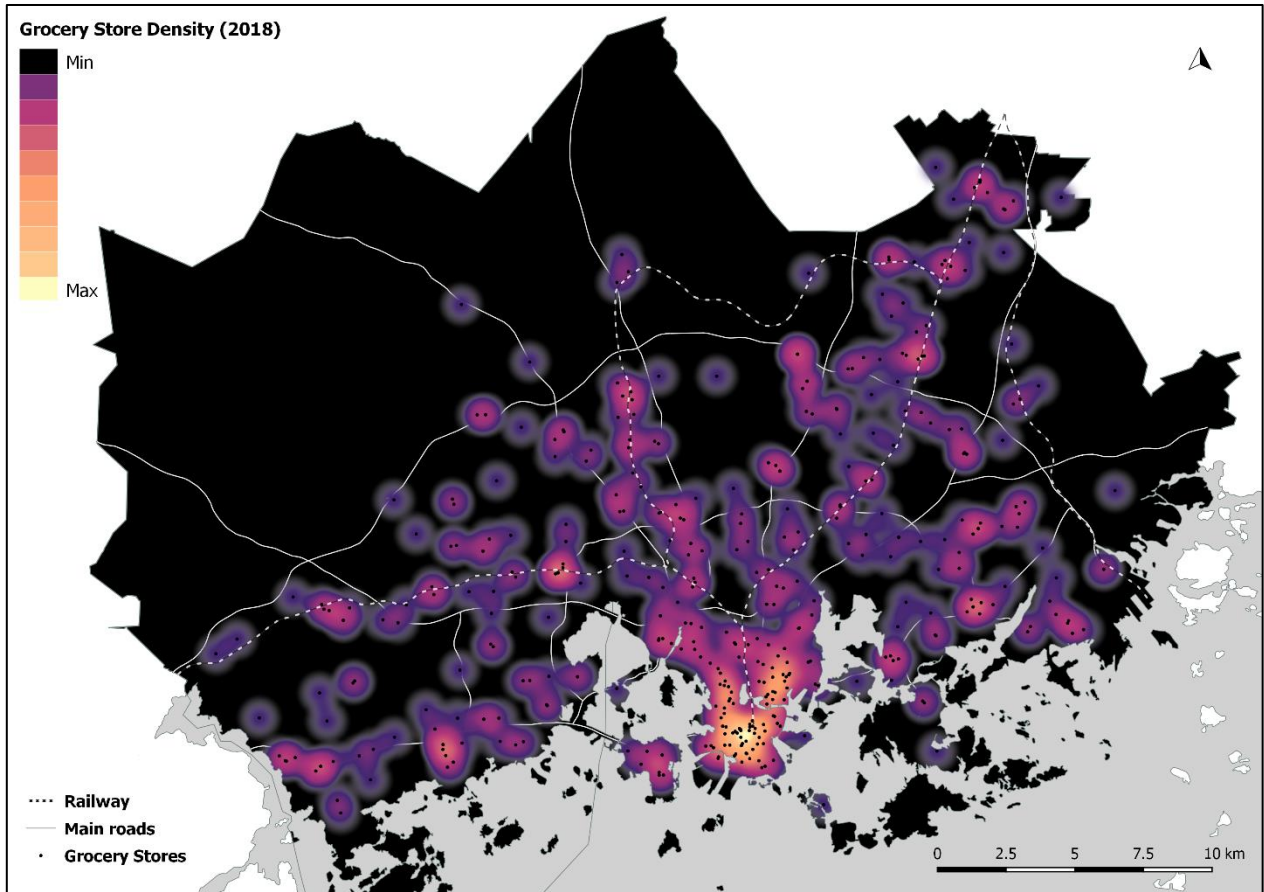 Grocery Store Density (2018)
Min
Max
Railway
Main roads
Grocery Stores
0 2.5 5 7.5 10 km